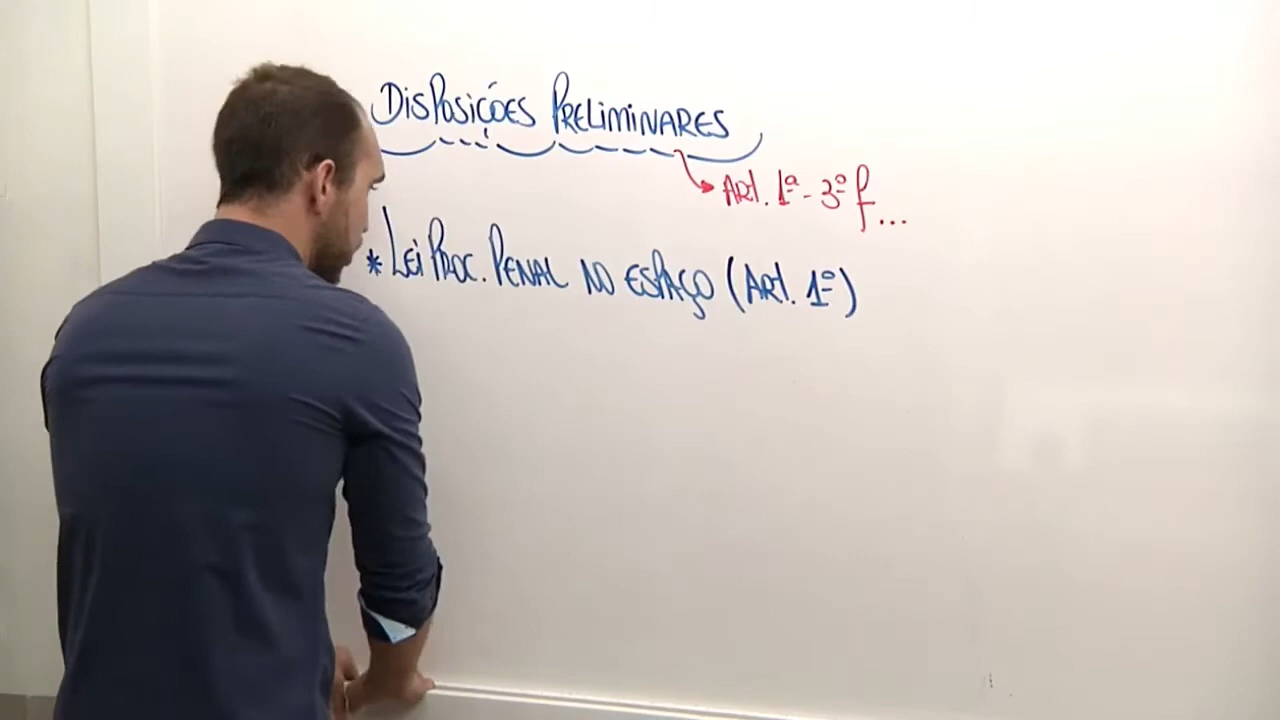 DISPOSIÇÕES PRELIMINARES
ART. 1º - 3º F...
* LEI PROC. PENAL NO ESPAÇO (ART. 1º)